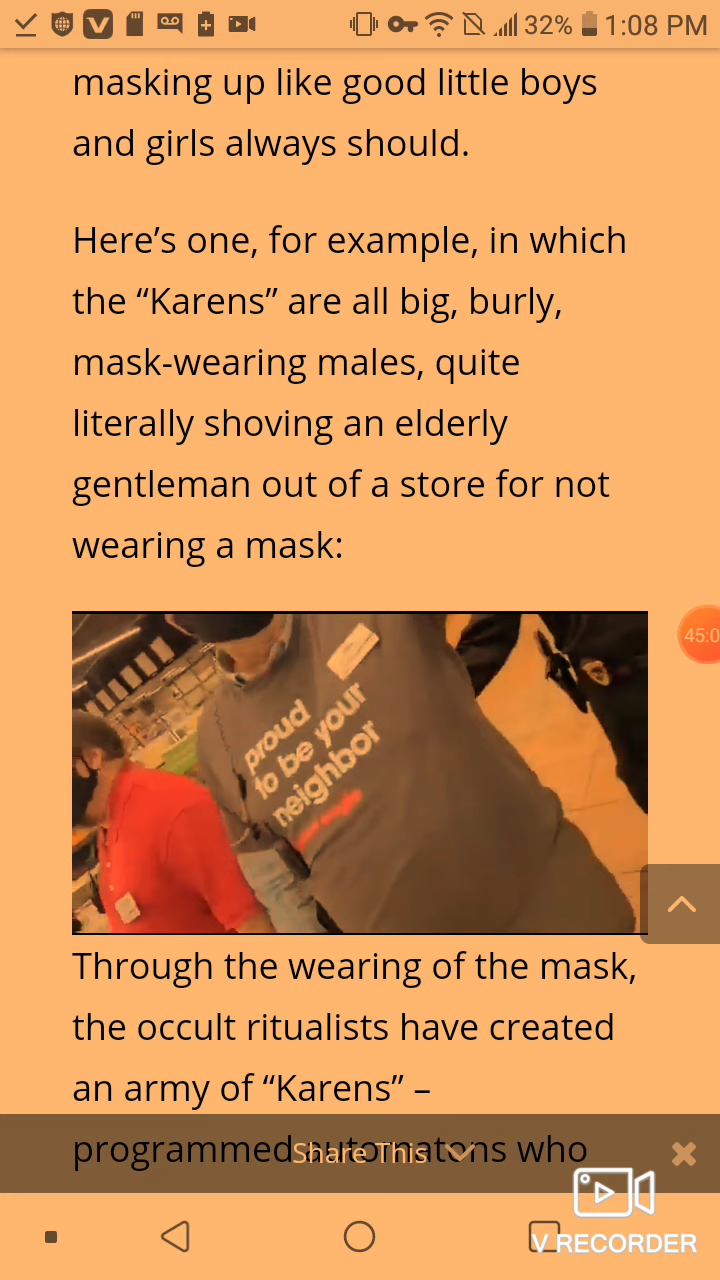 32% 1:08 PM
masking up like good little boys
and girls always should.
Here’s one, for example, in which
the “Karens” are all big, burly,
mask-wearing males, quite
literally shoving an elderly
gentleman out of a store for not
wearing a mask:
45:0
proud
to be your
neighbor
Through the wearing of the mask,
the occult ritualists have created
an army of “Karens” –
programmed automatons who
Share This
V RECORDER